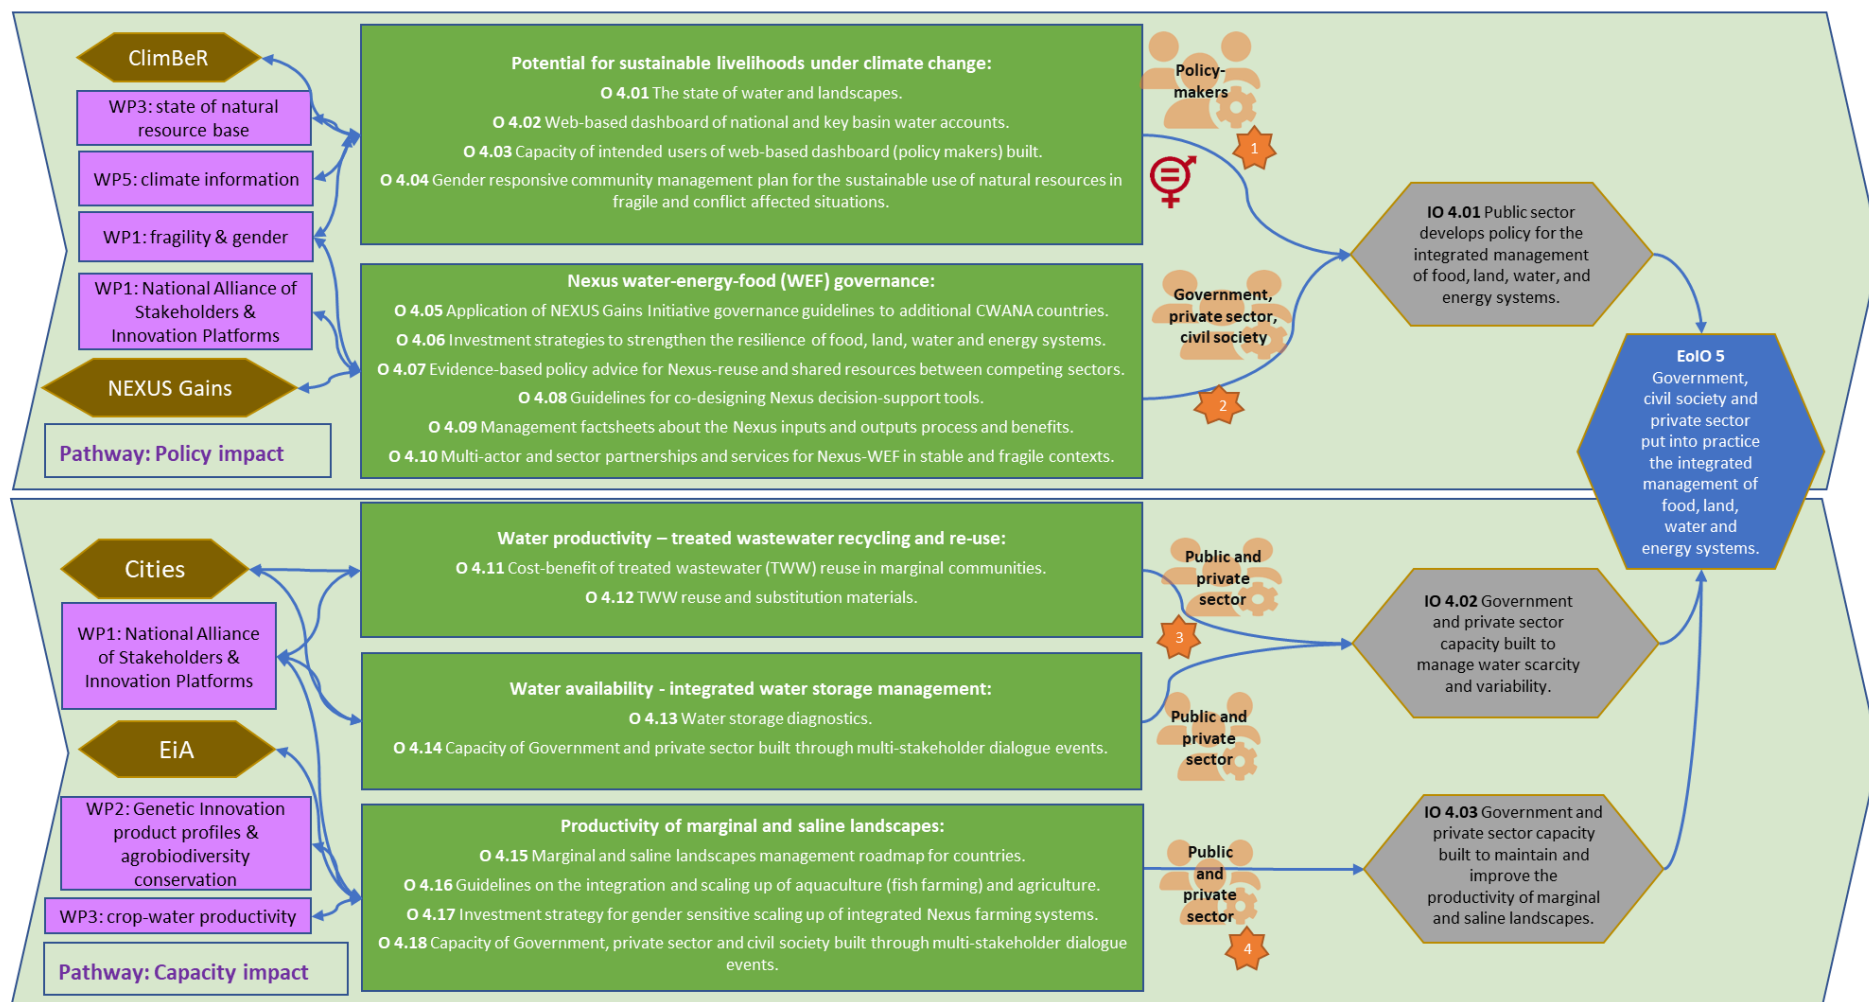 ClimBeR
WP3: state of natural
resource base
WP5: climate information
WP1: fragility & gender
WP1: National Alliance of
Stakeholders &
Innovation Platforms
NEXUS Gains
Pathway: Policy impact
Potential for sustainable livelihoods under climate change:
O 4.01 The state of water and landscapes.
O 4.02 Web-based dashboard of national and key basin water accounts.
O 4.03 Capacity of intended users of web-based dashboard (policy makers) built.
O 4.04 Gender responsive community management plan for the sustainable use of natural resources in
fragile and conflict affected situations.
Nexus water-energy-food (WEF) governance:
O 4.05 Application of NEXUS Gains Initiative governance guidelines to additional CWANA countries.
O 4.06 Investment strategies to strengthen the resilience of food, land, water and energy systems.
O 4.07 Evidence-based policy advice for Nexus-reuse and shared resources between competing sectors.
O 4.08 Guidelines for co-designing Nexus decision-support tools.
O 4.09 Management factsheets about the Nexus inputs and outputs process and benefits.
O 4.10 Multi-actor and sector partnerships and services for Nexus-WEF in stable and fragile contexts.
Policy-
makers
1
Government,
private sector,
civil society
2
IO 4.01 Public sector
develops policy for the
integrated management
of food, land, water, and
energy systems.
EoIO 5
Government,
civil society and
private sector
put into practice
the integrated
management of
food, land,
water and
energy systems.
Cities
WP1: National Alliance
of Stakeholders &
Innovation Platforms
EiA
WP2: Genetic Innovation
product profiles &
agrobiodiversity
conservation
WP3: crop-water productivity
Pathway: Capacity impact
Water productivity – treated wastewater recycling and re-use:
O 4.11 Cost-benefit of treated wastewater (TWW) reuse in marginal communities.
O 4.12 TWW reuse and substitution materials.
Water availability - integrated water storage management:
O 4.13 Water storage diagnostics.
O 4.14 Capacity of Government and private sector built through multi-stakeholder dialogue events.
Productivity of marginal and saline landscapes:
O 4.15 Marginal and saline landscapes management roadmap for countries.
O 4.16 Guidelines on the integration and scaling up of aquaculture (fish farming) and agriculture.
O 4.17 Investment strategy for gender sensitive scaling up of integrated Nexus farming systems.
O 4.18 Capacity of Government, private sector and civil society built through multi-stakeholder dialogue
events.
Public and
private
sector
3
Public and
private
sector
Public
and
private
sector
4
IO 4.02 Government
and private sector
capacity built to
manage water scarcity
and variability.
IO 4.03 Government and
private sector capacity
built to maintain and
improve the
productivity of marginal
and saline landscapes.